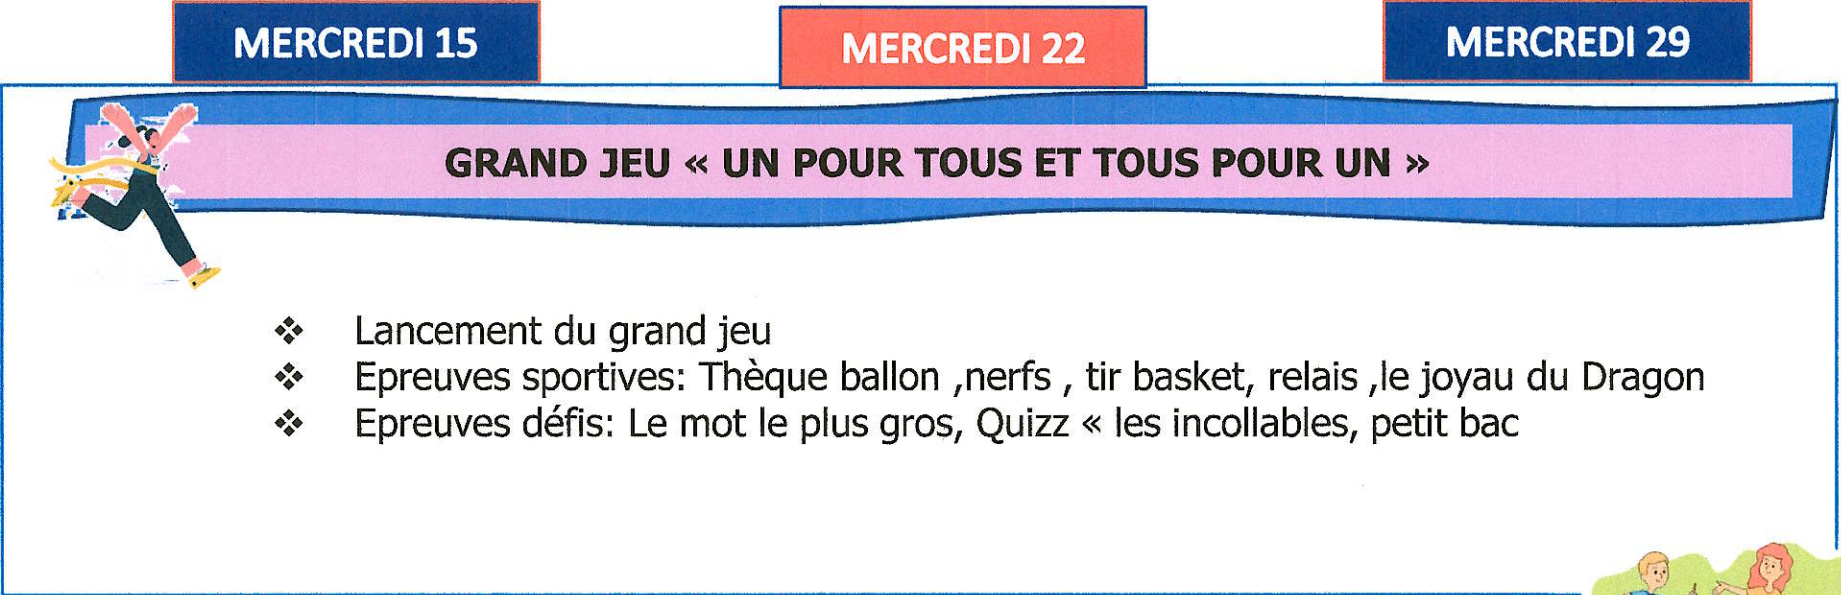 MERCREDI 15
MERCREDI 22
MERCREDI 29
GRAND JEU « UN POUR TOUS ET TOUS POUR UN »
❖ Lancement du grand jeu
❖ Epreuves sportives: Thèque ballon ,nerfs , tir basket, relais ,le joyau du Dragon
❖ Epreuves défis: Le mot le plus gros, Quizz « les incollables, petit bac